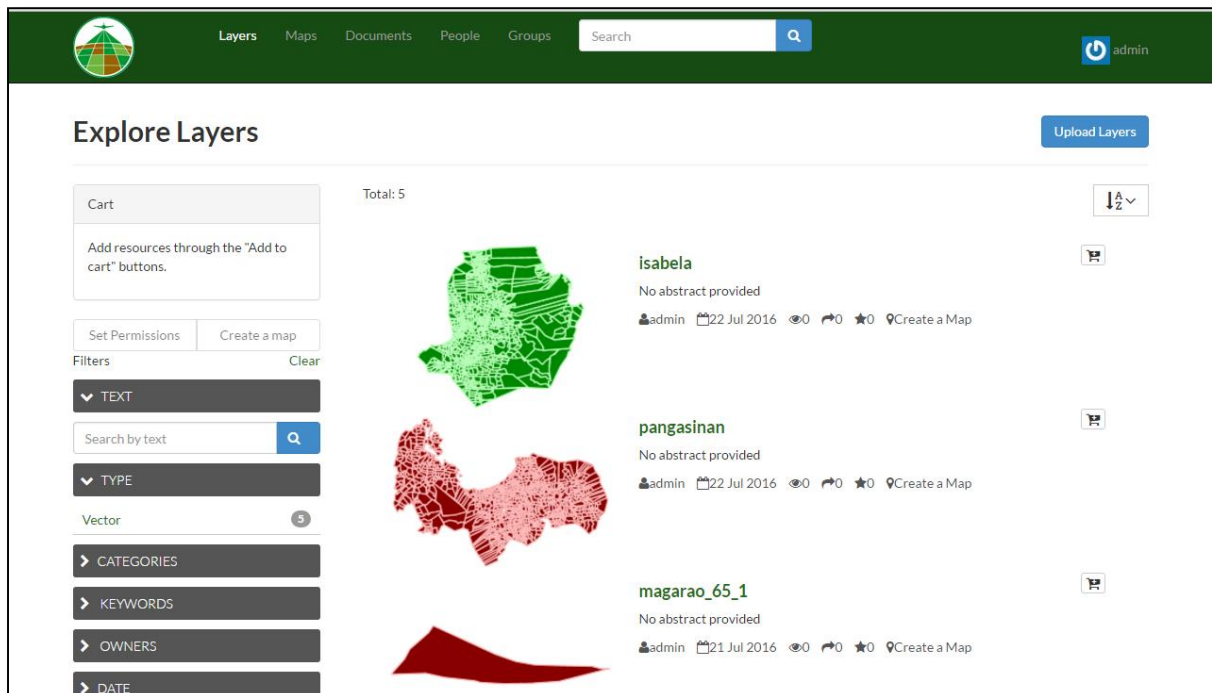 Layers Maps Documents People Groups Search
admin
Explore Layers
Upload Layers
Cart
Add resources through the "Add to
cart" buttons.
Set Permissions Create a map
Filters Clear
TEXT
Search by text
TYPE
Vector 5
CATEGORIES
KEYWORDS
OWNERS
DATE
Total: 5
A
Z
isabela
No abstract provided
admin 22 Jul 2016 0 0 0 Create a Map
pangasinan
No abstract provided
admin 22 Jul 2016 0 0 0 Create a Map
magarao_65_1
No abstract provided
admin 21 Jul 2016 0 0 0 Create a Map